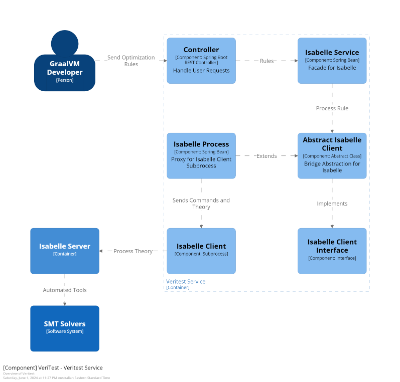 GraalVM
Developer
[Person]
Send Optimization
Rules
Controller
[Component: Spring Boot
REST Controller]
Handle User Requests
Rules
Isabelle Service
[Component: Spring Bean]
Facade for Isabelle
Process Rule
Isabelle Process
[Component: Spring Bean]
Proxy for Isabelle Client
Subprocess
Extends
Abstract Isabelle
Client
[Component: Abstract Class]
Bridge Abstraction for
Isabelle
Sends Commands and
Theory
Implements
Isabelle Server
[Container]
Process Theory
Isabelle Client
[Component: Subprocess]
Isabelle Client
Interface
[Component: Interface]
Veritest Service
[Container]
Automated Tools
SMT Solvers
[Software System]
[Component] VeriTest - Veritest Service